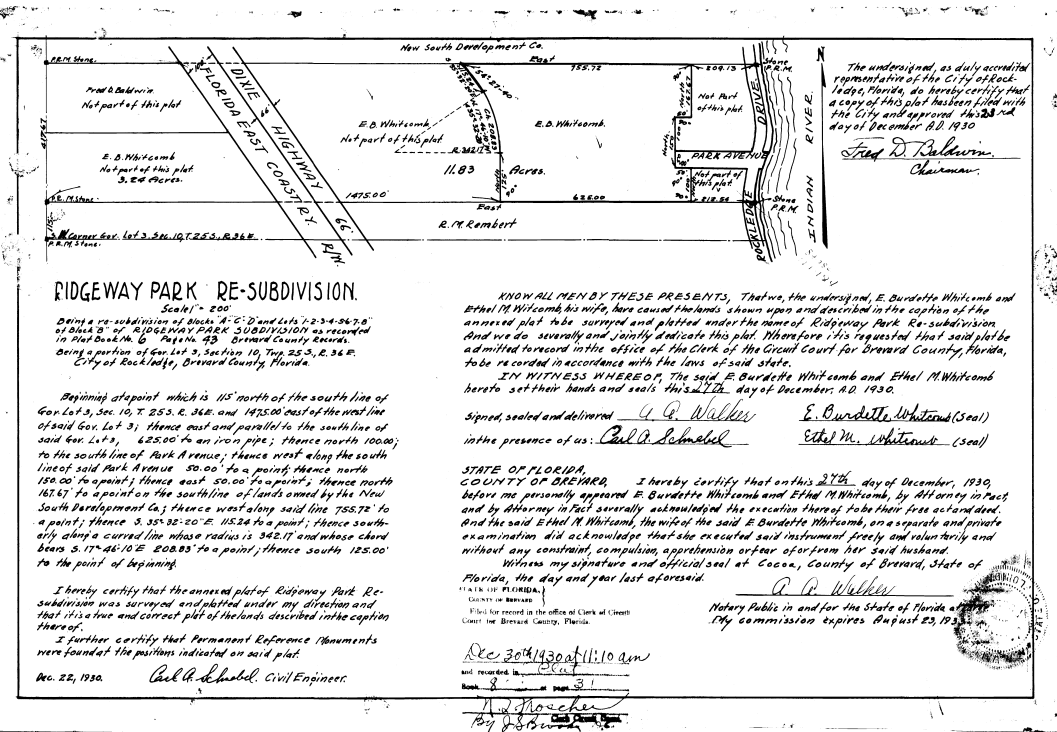 New South Development Co.
East
755.72
209.13
Stone
P.R.M.
P.R.M. Stone.
Fred D. Baldwin.
Not part of this plat
417.67
E. B. Whitcomb
Not part of this plat.
3.24 Acres.
P.R.M. Stone.
115'
Corner Gov. Lot 3. Sec. 10, T. 25 S., R. 36 E.
P.R.M. Stone.
FLORIDA EAST COAST RY.
DIXIE HIGHWAY
66'
66'
R/W.
E. B. Whitcomb,
Not part of this plat
R. 342.17
11.83 Acres.
E. B. Whitcomb.
1475.00'
North
90°
East
625.00
R. M. Rembert
Not Part
of this plat.
North
PARK AVENUE
Not part of
this plat.
212.54
Stone
P.R.M.
ROCKLEDGE DRIVE
INDIAN RIVER.
N
The undersigned, as duly accredited
representative of the City of Rock-
ledge, Florida, do hereby certify that
a copy of this plat has been filed with
the City and approved this 23rd
day of December A.D. 1930
Fred D. Baldwin.
Chairman.
RIDGEWAY PARK RE-SUBDIVISION.
Scale 1" = 200'
Being a re-subdivision of Blocks "A"-"C"-"D" and Lots 1-2-3-4-5-6-7-8
of Block "B" of RIDGEWAY PARK SUBDIVISION as recorded
in Plat Book No. 6 Page No. 43 Brevard County Records.
Being a portion of Gov. Lot 3, Section 10, Twp. 25 S., R. 36 E.
City of Rockledge, Brevard County, Florida.
Beginning at a point which is 115' north of the south line of
Gov. Lot 3, Sec. 10, T. 25 S. R. 36 E. and 1475.00' east of the west line
of said Gov. Lot 3; thence east and parallel to the south line of
said Gov. Lot 3, 625.00' to an iron pipe; thence north 100.00;
to the south line of Park Avenue; thence west along the south
line of said Park Avenue 50.00' to a point; thence north
150.00' to a point; thence east 50.00' to a point; thence north
167.67' to a point on the south line of lands owned by the New
South Development Co; thence west along said line 755.72' to
a point; thence S. 35°-32'-20" E. 115.24 to a point; thence south-
erly along a curved line whose radius is 342.17' and whose chord
bears S. 17°-46'-10" E 208.83' to a point; thence south 125.00'
to the point of beginning.
I hereby certify that the annexed plat of Ridgeway Park Re-
subdivision was surveyed and platted under my direction and
that it is a true and correct plat of the lands described in the caption
thereof.
I further certify that Permanent Reference Monuments
were found at the positions indicated on said plat.
Dec. 22, 1930. Carl A. Schnebel. Civil Engineer.
KNOW ALL MEN BY THESE PRESENTS, That we, the undersigned, E. Burdette Whitcomb and
Ethel M. Witcomb, his wife, have caused the lands shown upon and described in the caption of the
annexed plat to be surveyed and platted under the name of Ridgeway Park Re-subdivision
And we do severally and jointly dedicate this plat. Wherefore it is requested that said plat be
admitted to record in the office of the Clerk of the Circuit Court for Brevard County, Florida,
to be recorded in accordance with the laws of said state.
IN WITNESS WHEREOF, The said E. Burdette Whitcomb and Ethel M. Whitcomb
hereto set their hands and seals this 27th day of December. A.D. 1930.
Signed, sealed and delivered A. A. Walker E. Burdette Whitcomb (Seal)
in the presence of us: Carl A. Schnebel Ethel M. Whitcomb (Seal)
STATE OF FLORIDA,
COUNTY OF BREVARD, I hereby certify that on this 27th day of December, 1930,
before me personally appeared E. Burdette Whitcomb and Ethel M. Whitcomb, by Attorney in Fact,
and by Attorney in Fact severally acknowledged the execution thereof to be their free act and deed.
And the said Ethel M. Whitcomb, the wife of the said E. Burdette Whitcomb, on a separate and private
examination did acknowledge that she executed said instrument freely and voluntarily and
without any constraint, compulsion, apprehension or fear of or from her said husband.
Witness my signature and official seal at Cocoa, County of Brevard, State of
Florida, the day and year last aforesaid.
A. A. Walker
Notary Public in and for the State of Florida at
My commission expires August 23, 193
STATE OF FLORIDA,
COUNTY OF BREVARD
Filed for record in the office of Clerk of Circuit
Court for Brevard County, Florida.
Dec 30th 1930 at 11:10 am
and recorded in Plat
Book 8 at page 31
By
Clerk Circuit Court.